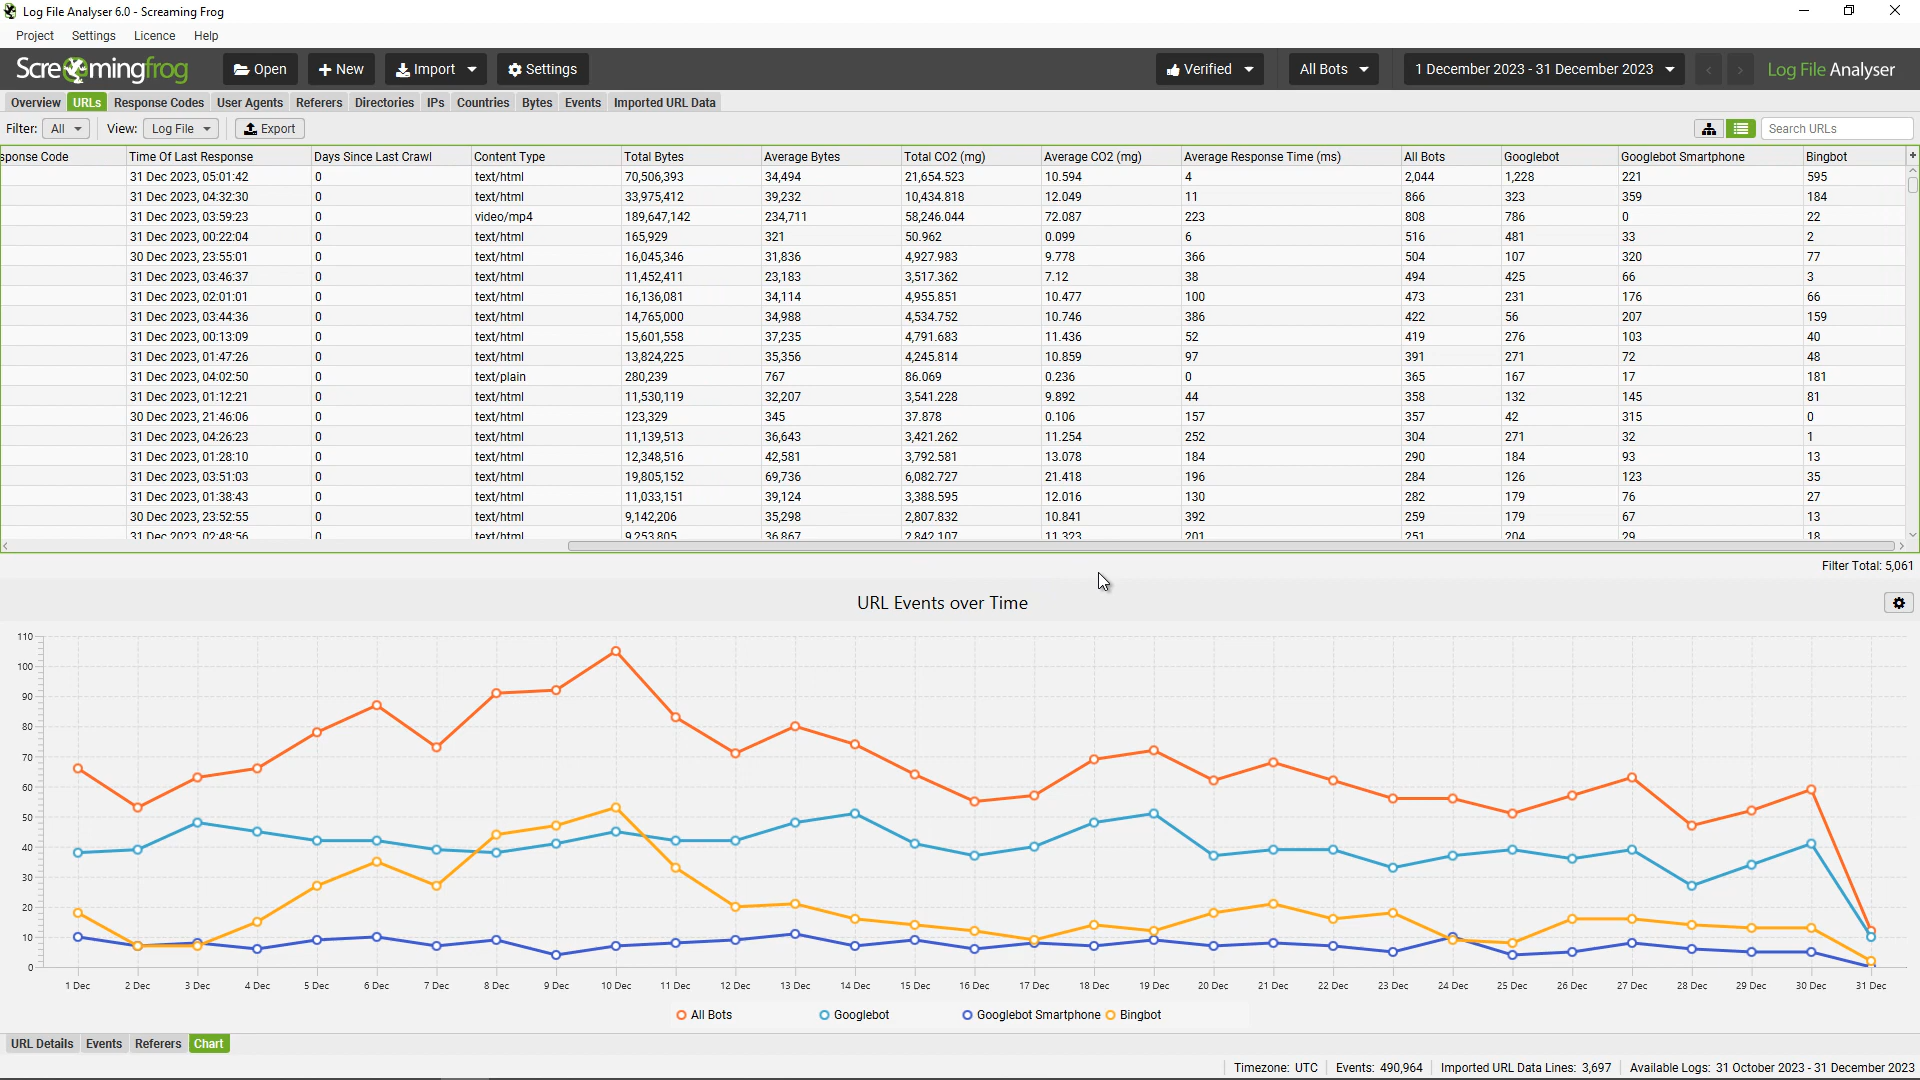 Log File Analyser 6.0 - Screaming Frog
Project Settings Licence Help
Screamingfrog Open New Import Settings Verified All Bots 1 December 2023 - 31 December 2023 Log File Analyser
Overview URLs Response Codes User Agents Referers Directories IPs Countries Bytes Events Imported URL Data
Filter: All View: Log File Export Search URLs
sponse Code Time Of Last Response Days Since Last Crawl Content Type Total Bytes Average Bytes Total CO2 (mg) Average CO2 (mg) Average Response Time (ms) All Bots Googlebot Googlebot Smartphone Bingbot +
31 Dec 2023, 05:01:42 0 text/html 70,506,393 34,494 21,654.523 10.594 4 2,044 1,228 221 595
31 Dec 2023, 04:32:30 0 text/html 33,975,412 39,232 10,434.818 12.049 11 866 323 359 184
31 Dec 2023, 03:59:23 0 video/mp4 189,647,142 234,711 58,246.044 72.087 223 808 786 0 22
31 Dec 2023, 00:22:04 0 text/html 165,929 321 50.962 0.099 6 516 481 33 2
30 Dec 2023, 23:55:01 0 text/html 16,045,346 31,836 4,927.983 9.778 366 504 107 320 77
31 Dec 2023, 03:46:37 0 text/html 11,452,411 23,183 3,517.362 7.12 38 494 425 66 3
31 Dec 2023, 02:01:01 0 text/html 16,136,081 34,114 4,955.851 10.477 100 473 231 176 66
31 Dec 2023, 03:44:36 0 text/html 14,765,000 34,988 4,534.752 10.746 386 422 56 207 159
31 Dec 2023, 00:13:09 0 text/html 15,601,558 37,235 4,791.683 11.436 52 419 276 103 40
31 Dec 2023, 01:47:26 0 text/html 13,824,225 35,356 4,245.814 10.859 97 391 271 72 48
31 Dec 2023, 04:02:50 0 text/plain 280,239 767 86.069 0.236 0 365 167 17 181
31 Dec 2023, 01:12:21 0 text/html 11,530,119 32,207 3,541.228 9.892 44 358 132 145 81
30 Dec 2023, 21:46:06 0 text/html 123,329 345 37.878 0.106 157 357 42 315 0
31 Dec 2023, 04:26:23 0 text/html 11,139,513 36,643 3,421.262 11.254 252 304 271 32 1
31 Dec 2023, 01:28:10 0 text/html 12,348,516 42,581 3,792.581 13.078 184 290 184 93 13
31 Dec 2023, 03:51:03 0 text/html 19,805,152 69,736 6,082.727 21.418 196 284 126 123 35
31 Dec 2023, 01:38:43 0 text/html 11,033,151 39,124 3,388.595 12.016 130 282 179 76 27
30 Dec 2023, 23:52:55 0 text/html 9,142,206 35,298 2,807.832 10.841 392 259 179 67 13
31 Dec 2023, 02:48:56 0 text/html 9,253,805 36,867 2,842.107 11.323 201 251 204 29 18
Filter Total: 5,061
URL Events over Time
110
100
90
80
70
60
50
40
30
20
10
0
1 Dec 2 Dec 3 Dec 4 Dec 5 Dec 6 Dec 7 Dec 8 Dec 9 Dec 10 Dec 11 Dec 12 Dec 13 Dec 14 Dec 15 Dec 16 Dec 17 Dec 18 Dec 19 Dec 20 Dec 21 Dec 22 Dec 23 Dec 24 Dec 25 Dec 26 Dec 27 Dec 28 Dec 29 Dec 30 Dec 31 Dec
All Bots Googlebot Googlebot Smartphone Bingbot
URL Details Events Referers Chart
Timezone: UTC Events: 490,964 Imported URL Data Lines: 3,697 Available Logs: 31 October 2023 - 31 December 2023